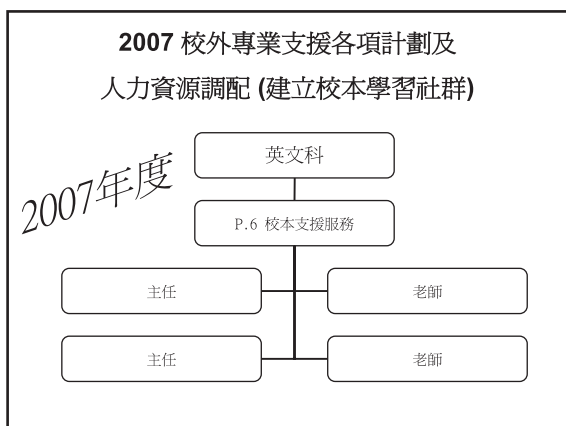 2007 校外專業支援各項計劃及
人力資源調配 (建立校本學習社群)
2007年度
英文科
P.6 校本支援服務
主任
老師
主任
老師